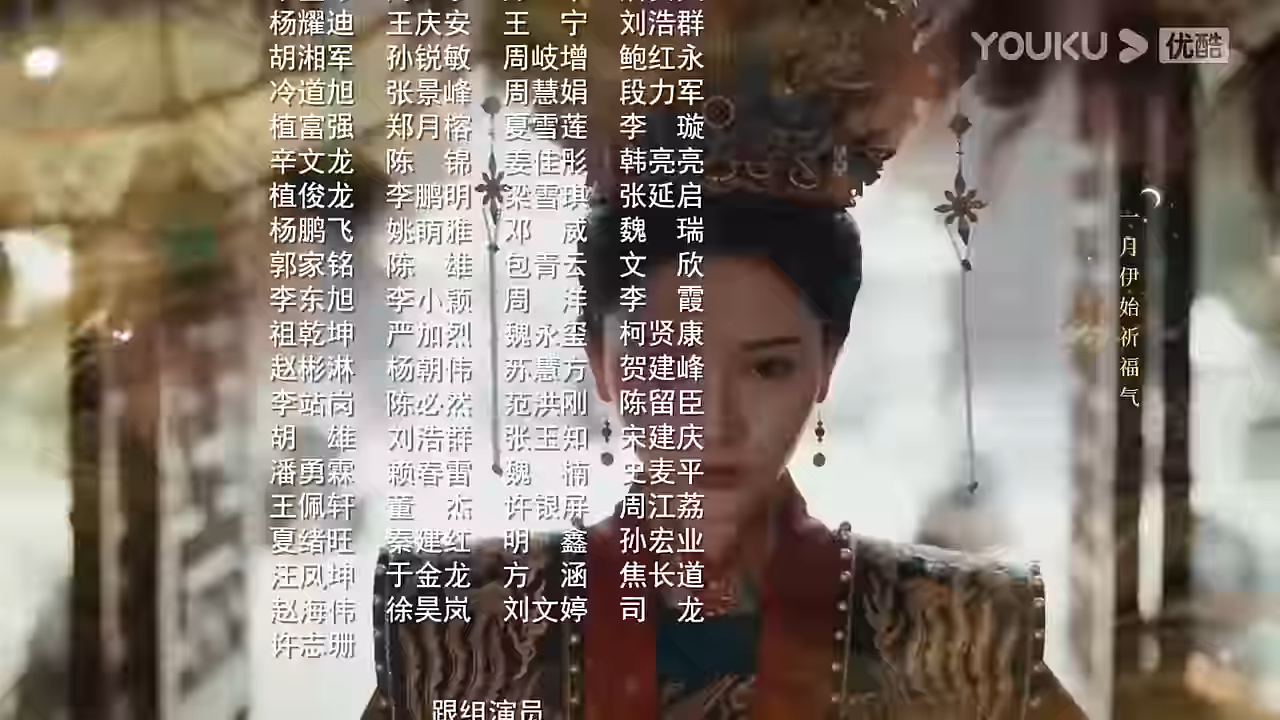 YOUKU 优酷
杨耀迪 王庆安 王 宁 刘浩群
胡湘军 孙锐敏 周岐增 鲍红永
冷道旭 张景峰 周慧娟 段力军
植富强 郑月榕 夏雪莲 李 璇
辛文龙 陈 锦 姜佳彤 韩亮亮
植俊龙 李鹏明 梁雪琪 张延启
杨鹏飞 姚萌雅 邓 威 魏 瑞
郭家铭 陈 雄 包青云 文 欣
李东旭 李小颖 周 洋 李 霞
祖乾坤 严加烈 魏永玺 柯贤康
赵彬淋 杨朝伟 苏慧方 贺建峰
李站岗 陈必然 范洪刚 陈留臣
胡 雄 刘浩群 张玉知 宋建庆
潘勇霖 赖春雷 魏 楠 史麦平
王佩轩 董 杰 许银屏 周江荔
夏绪旺 秦建红 明 鑫 孙宏业
汪凤坤 于金龙 方 涵 焦长道
赵海伟 徐昊岚 刘文婷 司 龙
许志珊
跟组演员
月伊始祈福气